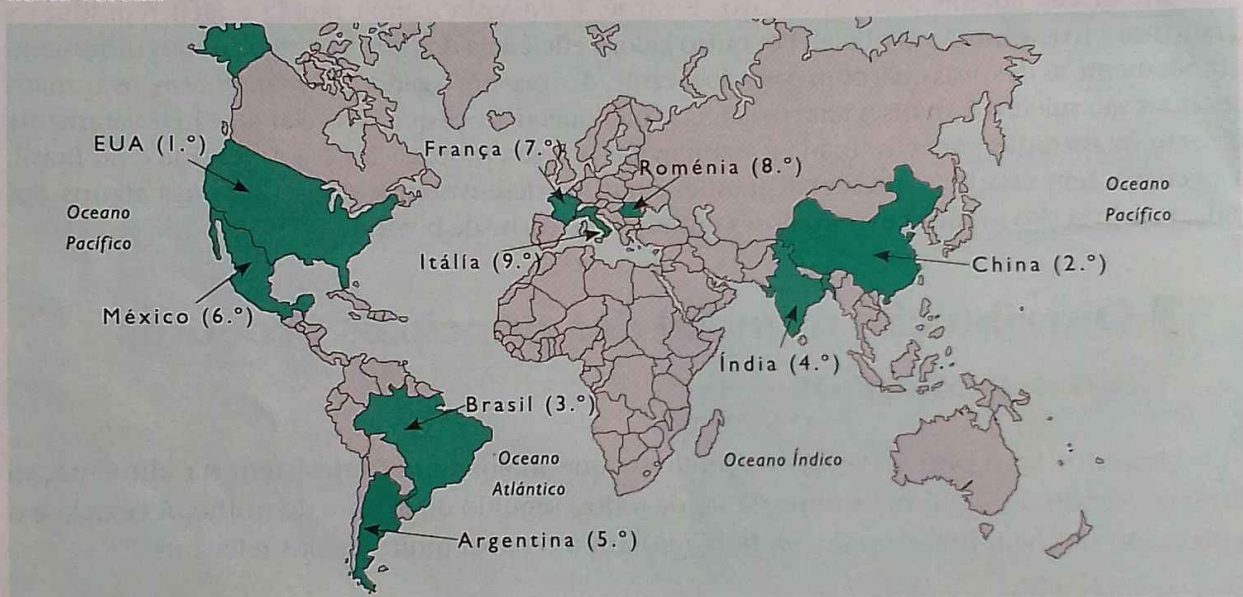 EUA (1.º)
França (7.º)
Roménia (8.º)
Oceano
Pacífico
Oceano
Pacífico
Itália (9.º)
China (2.º)
México (6.º)
Índia (4.º)
Brasil (3.º)
Oceano
Atlântico
Oceano Índico
Argentina (5.º)